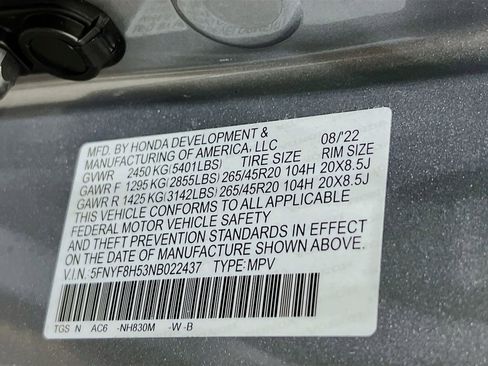 MFD. BY HONDA DEVELOPMENT &
MANUFACTURING OF AMERICA, LLC 08/'22
GVWR 2450 KG(5401LBS) TIRE SIZE RIM SIZE
GAWR F 1295 KG(2855LBS) 265/45R20 104H 20X8.5J
GAWR R 1425 KG(3142LBS) 265/45R20 104H 20X8.5J
THIS VEHICLE CONFORMS TO ALL APPLICABLE
FEDERAL MOTOR VEHICLE SAFETY
AND THEFT PREVENTION STANDARDS IN EFFECT
ON THE DATE OF MANUFACTURE SHOWN ABOVE.
V.I.N.:5FNYF8H53NB022437 TYPE:MPV
TGS N AC6 -NH830M -W-B